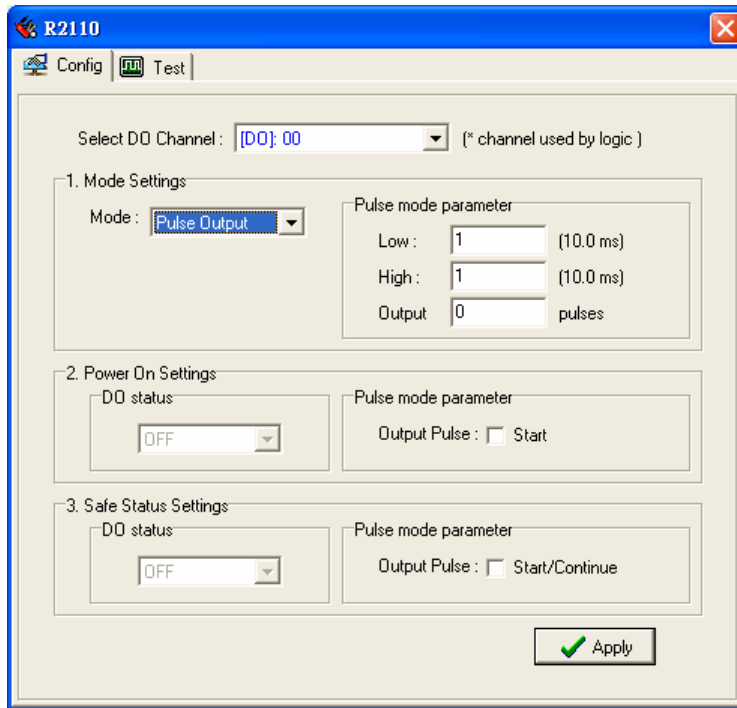 R2110
Config Test
Select DO Channel : [DO]: 00 (* channel used by logic )
1. Mode Settings
Mode : Pulse Output
Pulse mode parameter
Low : 1 (10.0 ms)
High : 1 (10.0 ms)
Output 0 pulses
2. Power On Settings
DO status
OFF
Pulse mode parameter
Output Pulse : Start
3. Safe Status Settings
DO status
OFF
Pulse mode parameter
Output Pulse : Start/Continue
Apply